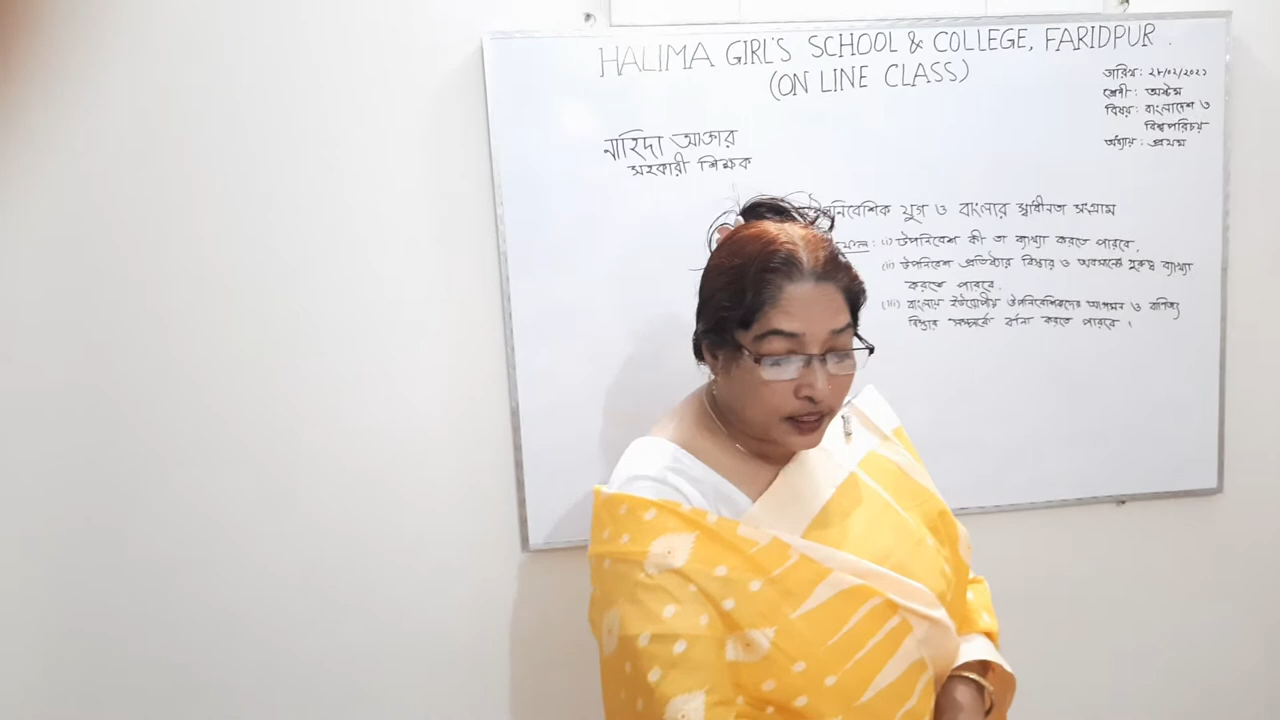 HALIMA GIRL'S SCHOOL & COLLEGE, FARIDPUR.
(ON LINE CLASS)
তারিখ: ২৮/০২/২০২১
শ্রেণী: অষ্টম
বিষয়: বাংলাদেশ ও
বিশ্বপরিচয়
অধ্যায়: প্রথম
নাহিদা আক্তার
সহকারী শিক্ষক
ঔপনিবেশিক যুগ ও বাংলার স্বাধীনতা সংগ্রাম
(i) উপনিবেশ কী তা ব্যাখ্যা করতে পারবে,
(ii) উপনিবেশ প্রতিষ্ঠার বিস্তার ও অবসানের গুরুত্ব ব্যাখ্যা
করতে পারবে.
(iii) বাংলায় ইউরোপীয় ঔপনিবেশিকদের আগমন ও বাণিজ্য
বিস্তার সম্পর্কে বর্ণনা করতে পারবে।